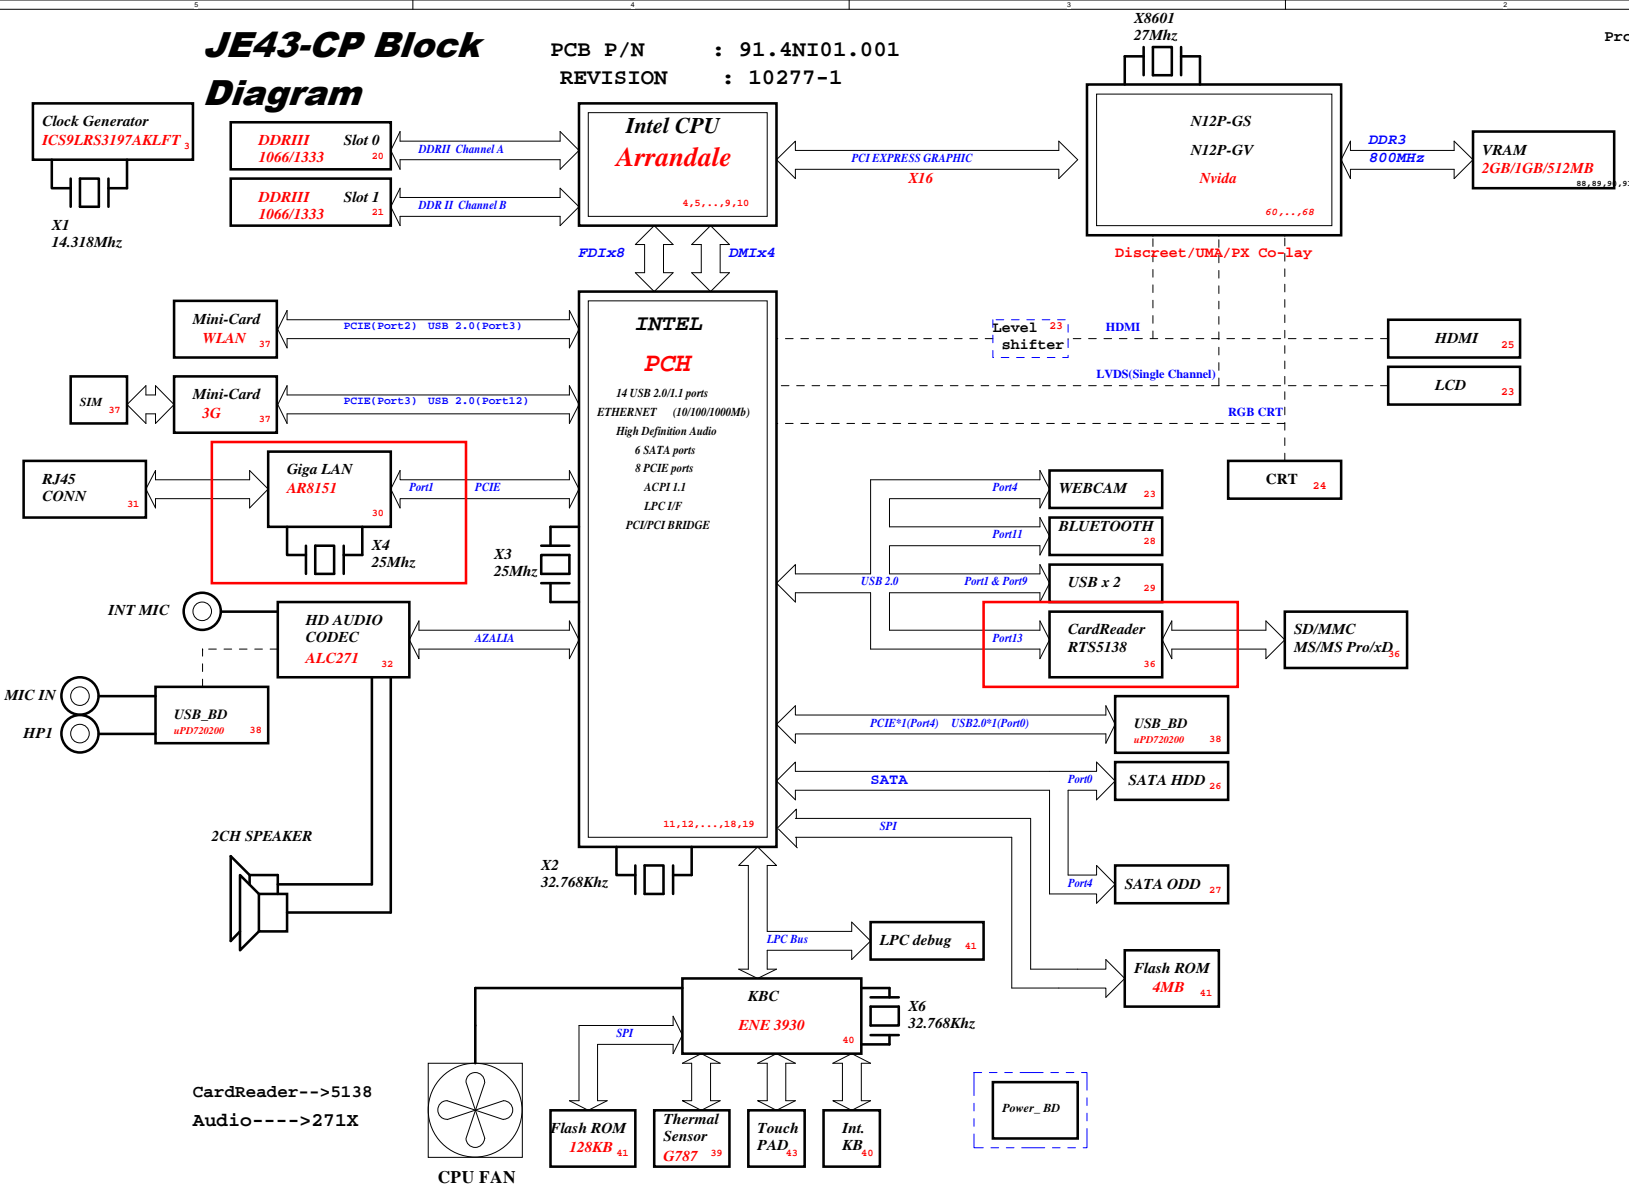 5 4 3 2
JE43-CP Block
Diagram
PCB P/N : 91.4NI01.001
REVISION : 10277-1
X8601
27Mhz
Clock Generator
ICS9LRS3197AKLFT 3
X1
14.318Mhz
DDRIII Slot 0
1066/1333 20
DDRII Channel A
DDRIII Slot 1
1066/1333 21
DDR II Channel B
Intel CPU
Arrandale
4,5,..,9,10
PCI EXPRESS GRAPHIC
X16
N12P-GS
N12P-GV
Nvida
60,..,68
DDR3
800MHz
VRAM
2GB/1GB/512MB
Discreet/UMA/PX Co-lay
FDIx8
DMIx4
Mini-Card
WLAN 37
PCIE(Port2) USB 2.0(Port3)
SIM 37
Mini-Card
3G 37
PCIE(Port3) USB 2.0(Port12)
RJ45
CONN
31
Giga LAN
AR8151
30
Port1 PCIE
X4
25Mhz
X3
25Mhz
INTEL
PCH
14 USB 2.0/1.1 ports
ETHERNET (10/100/1000Mb)
High Definition Audio
6 SATA ports
8 PCIE ports
ACPI 1.1
LPC I/F
PCI/PCI BRIDGE
11,12,...,18,19
Level 23
shifter
HDMI
HDMI 25
LVDS(Single Channel)
LCD 23
RGB CRT
CRT 24
Port4
WEBCAM 23
Port11
BLUETOOTH
28
USB 2.0
Port1 & Port9
USB x 2 29
Port13
CardReader
RTS5138
36
SD/MMC
MS/MS Pro/xD 36
INT MIC
HD AUDIO
CODEC
ALC271 32
AZALIA
MIC IN
HP1
USB_BD
uPD720200 38
PCIE*1(Port4) USB2.0*1(Port0)
USB_BD
uPD720200 38
SATA
Port0
SATA HDD 26
SPI
Port4
SATA ODD 27
2CH SPEAKER
X2
32.768Khz
LPC Bus
LPC debug 41
Flash ROM
4MB 41
KBC
ENE 3930
40
X6
32.768Khz
SPI
CPU FAN
Flash ROM
128KB 41
Thermal
Sensor
G787 39
Touch
PAD 43
Int.
KB 40
Power_BD
CardReader-->5138
Audio---->271X